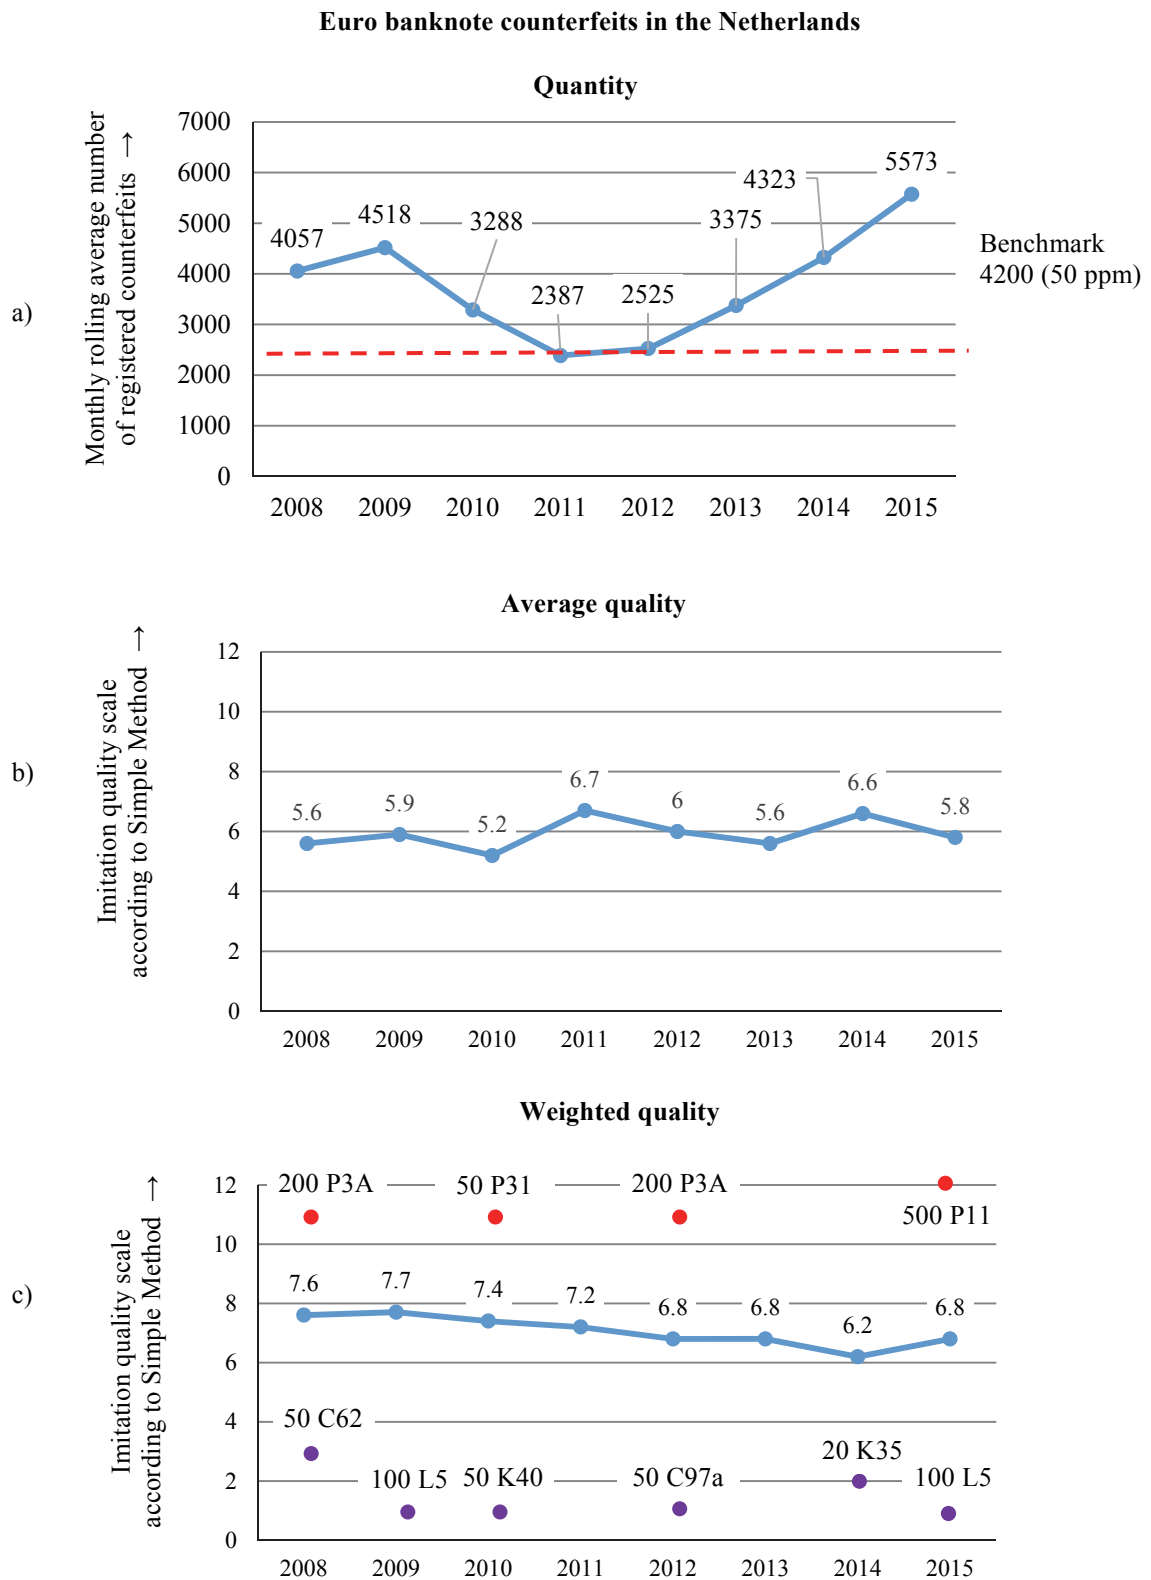 Euro banknote counterfeits in the Netherlands
a)
Quantity
Monthly rolling average number
of registered counterfeits →
7000
6000
5000
4000
3000
2000
1000
0
4057
4518
3288
2387
2525
3375
4323
5573
2008 2009 2010 2011 2012 2013 2014 2015
Benchmark
4200 (50 ppm)
b)
Average quality
Imitation quality scale
according to Simple Method →
12
10
8
6
4
2
0
5.6
5.9
5.2
6.7
6
5.6
6.6
5.8
2008 2009 2010 2011 2012 2013 2014 2015
c)
Weighted quality
Imitation quality scale
according to Simple Method →
12
10
8
6
4
2
0
200 P3A
50 P31
200 P3A
500 P11
7.6
7.7
7.4
7.2
6.8
6.8
6.2
6.8
50 C62
100 L5
50 K40
50 C97a
20 K35
100 L5
2008 2009 2010 2011 2012 2013 2014 2015